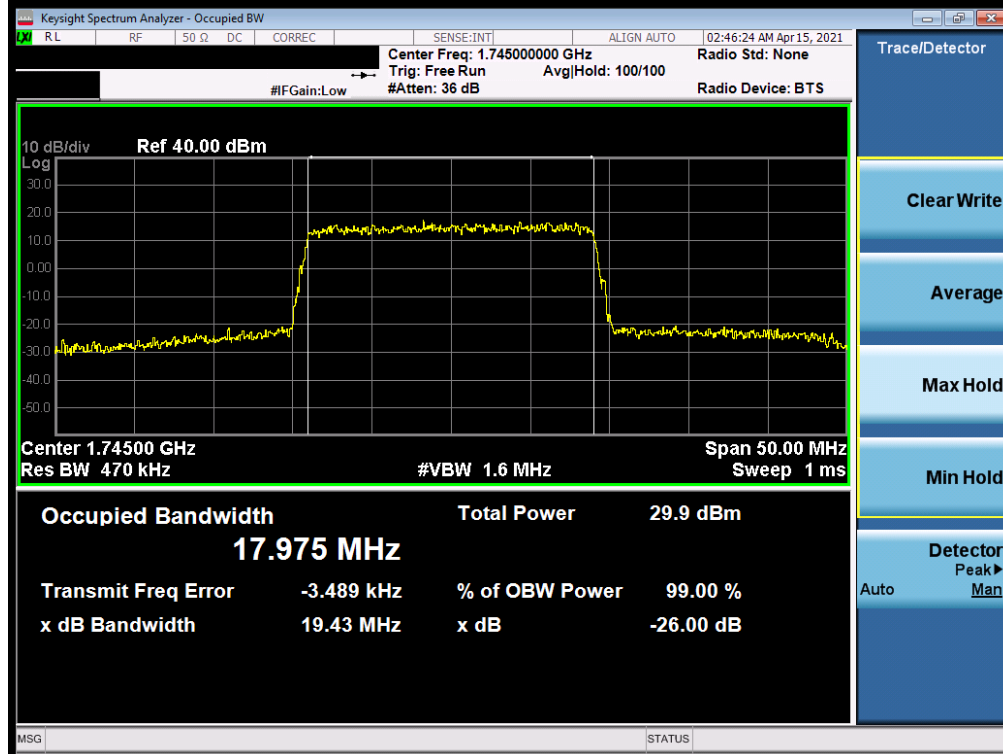 Keysight Spectrum Analyzer - Occupied BW
LXI RL RF 50 Ω DC CORREC SENSE:INT ALIGN AUTO 02:46:24 AM Apr 15, 2021
Center Freq: 1.745000000 GHz Radio Std: None
Trig: Free Run Avg|Hold: 100/100
#IFGain:Low #Atten: 36 dB Radio Device: BTS
Trace/Detector
10 dB/div Ref 40.00 dBm
Log
30.0
20.0
10.0
0.00
-10.0
-20.0
-30.0
-40.0
-50.0
Center 1.74500 GHz Span 50.00 MHz
Res BW 470 kHz #VBW 1.6 MHz Sweep 1 ms
Occupied Bandwidth Total Power 29.9 dBm
17.975 MHz
Transmit Freq Error -3.489 kHz % of OBW Power 99.00 %
x dB Bandwidth 19.43 MHz x dB -26.00 dB
Clear Write
Average
Max Hold
Min Hold
Detector
Peak▶
Auto Man
MSG STATUS